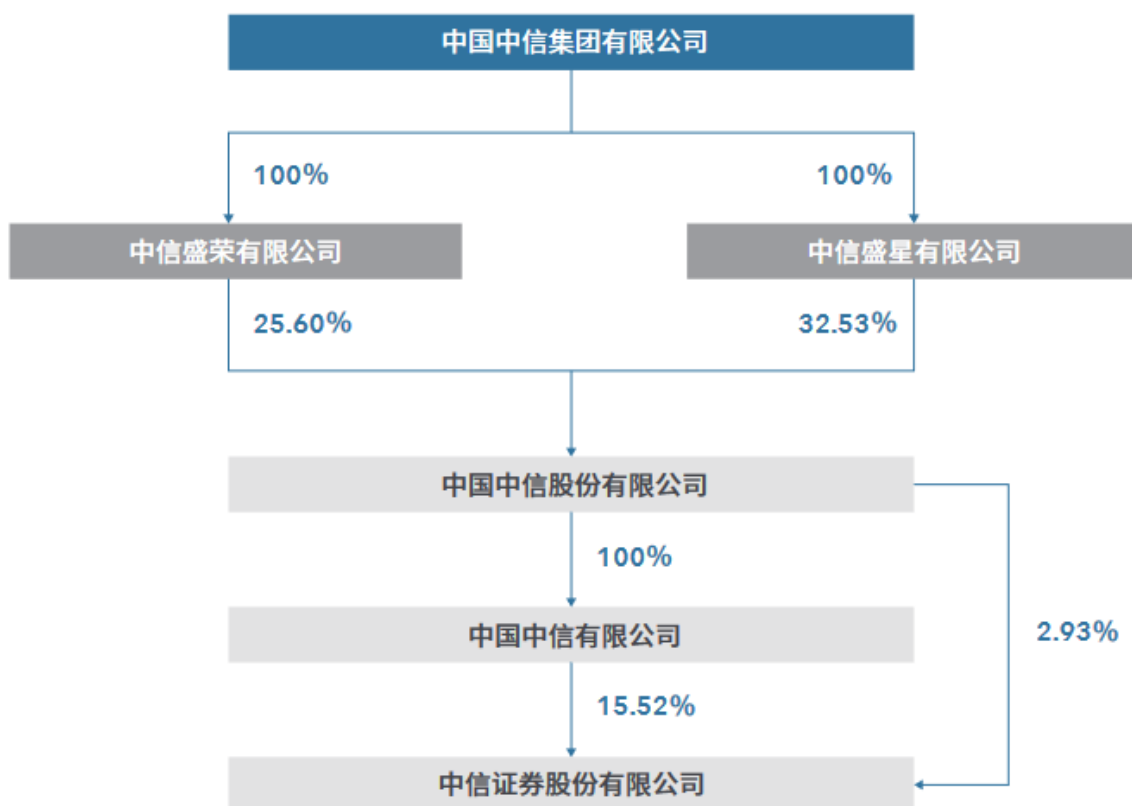 中国中信集团有限公司
100%
100%
中信盛荣有限公司
中信盛星有限公司
25.60%
32.53%
中国中信股份有限公司
100%
中国中信有限公司
2.93%
15.52%
中信证券股份有限公司